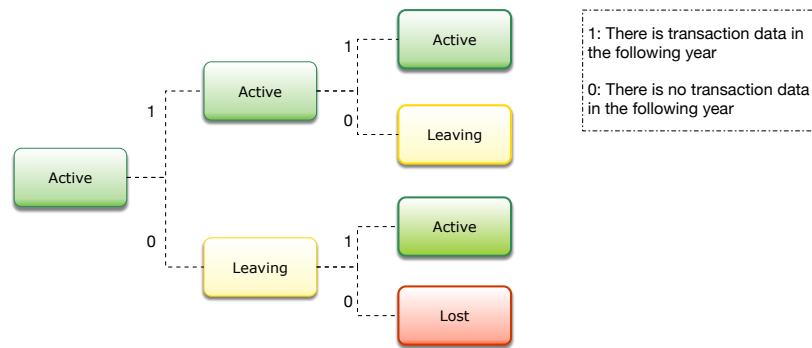 1
Active
1: There is transaction data in
the following year
Active
0: There is no transaction data
in the following year
1
0
Leaving
Active
0
1
Active
Leaving
0
Lost